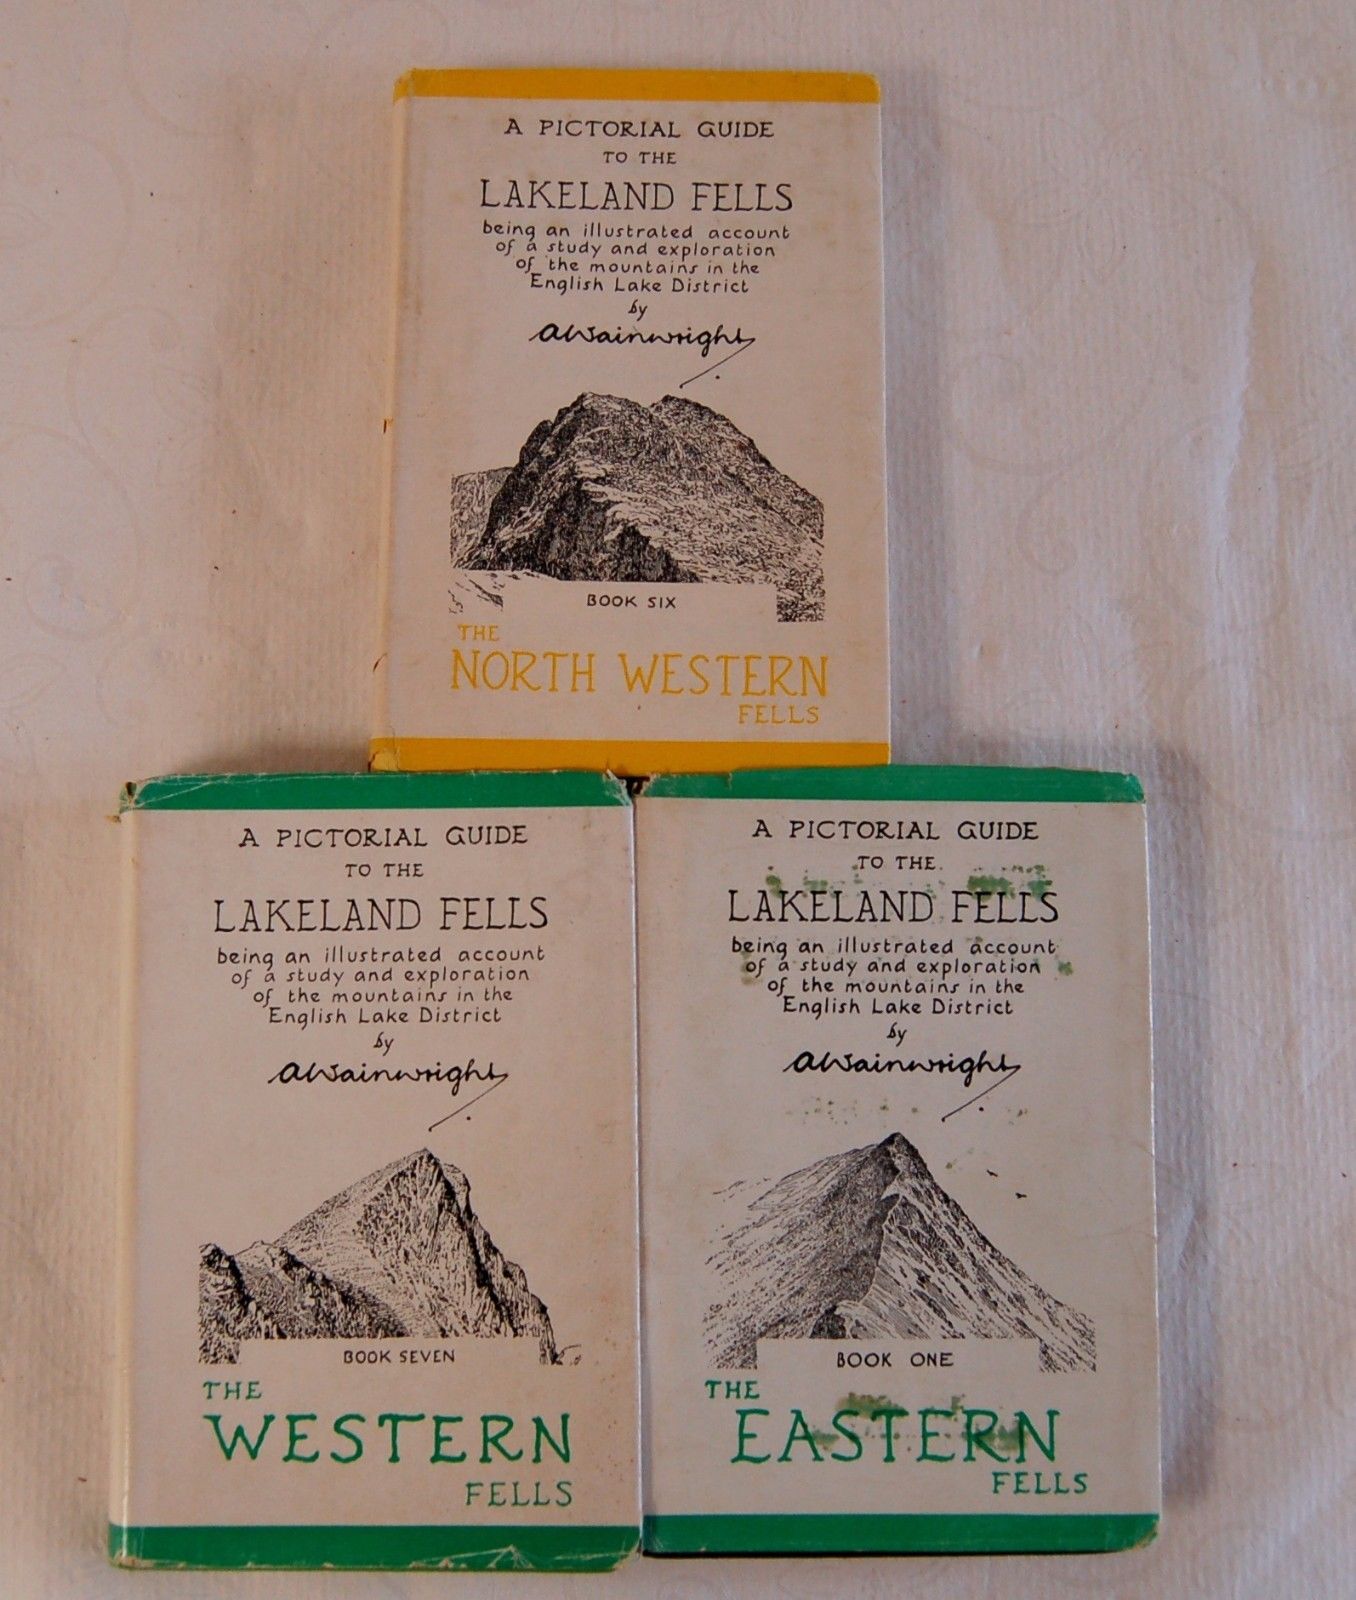 A PICTORIAL GUIDE
TO THE
LAKELAND FELLS
being an illustrated account
of a study and exploration
of the mountains in the
English Lake District
by
AWainwright
BOOK SIX
THE
NORTH WESTERN
FELLS
A PICTORIAL GUIDE
TO THE
LAKELAND FELLS
being an illustrated account
of a study and exploration
of the mountains in the
English Lake District
by
AWainwright
BOOK SEVEN
THE
WESTERN
FELLS
A PICTORIAL GUIDE
TO THE
LAKELAND FELLS
being an illustrated account
of a study and exploration
of the mountains in the
English Lake District
by
AWainwright
BOOK ONE
THE
EASTERN
FELLS